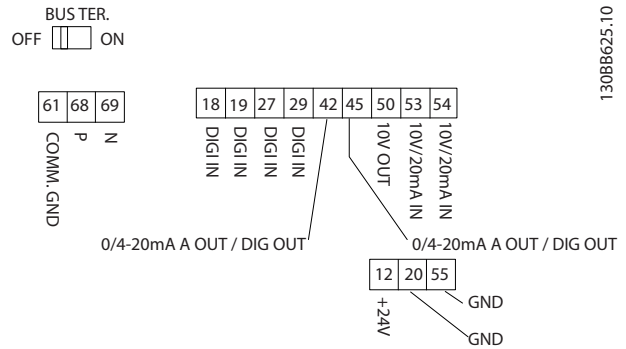 BUS TER.
OFF ON
130BB625.10
61 68 69
COMM. GND
P
N
18 19 27 29 42 45 50 53 54
DIGI IN
DIGI IN
DIGI IN
DIGI IN
10V OUT
10V/20mA IN
10V/20mA IN
0/4-20mA A OUT / DIG OUT
0/4-20mA A OUT / DIG OUT
12 20 55
+24V
GND
GND